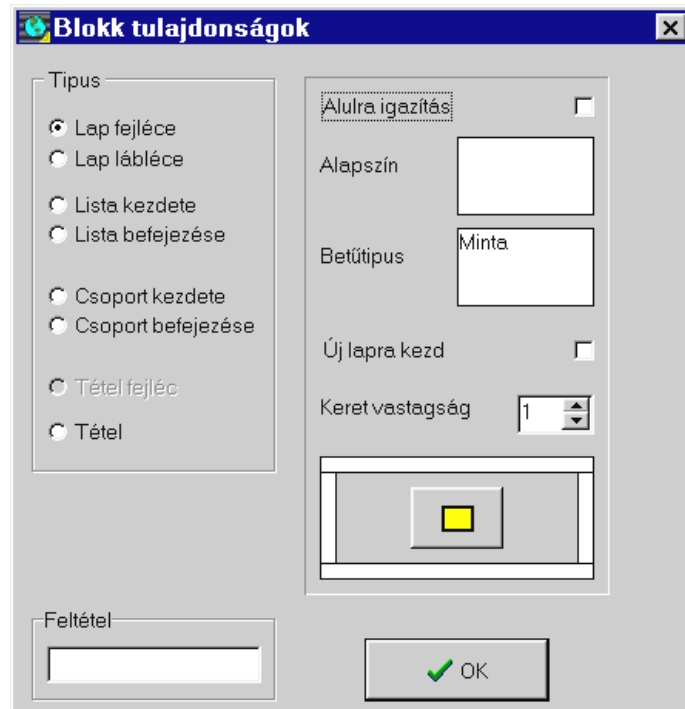 Blokk tulajdonságok
Tipus
Lap fejléce
Lap lábléce
Lista kezdete
Lista befejezése
Csoport kezdete
Csoport befejezése
Tétel fejléc
Tétel
Alulra igazítás
Alapszín
Betűtipus
Minta
Új lapra kezd
Keret vastagság
1
Feltétel
OK